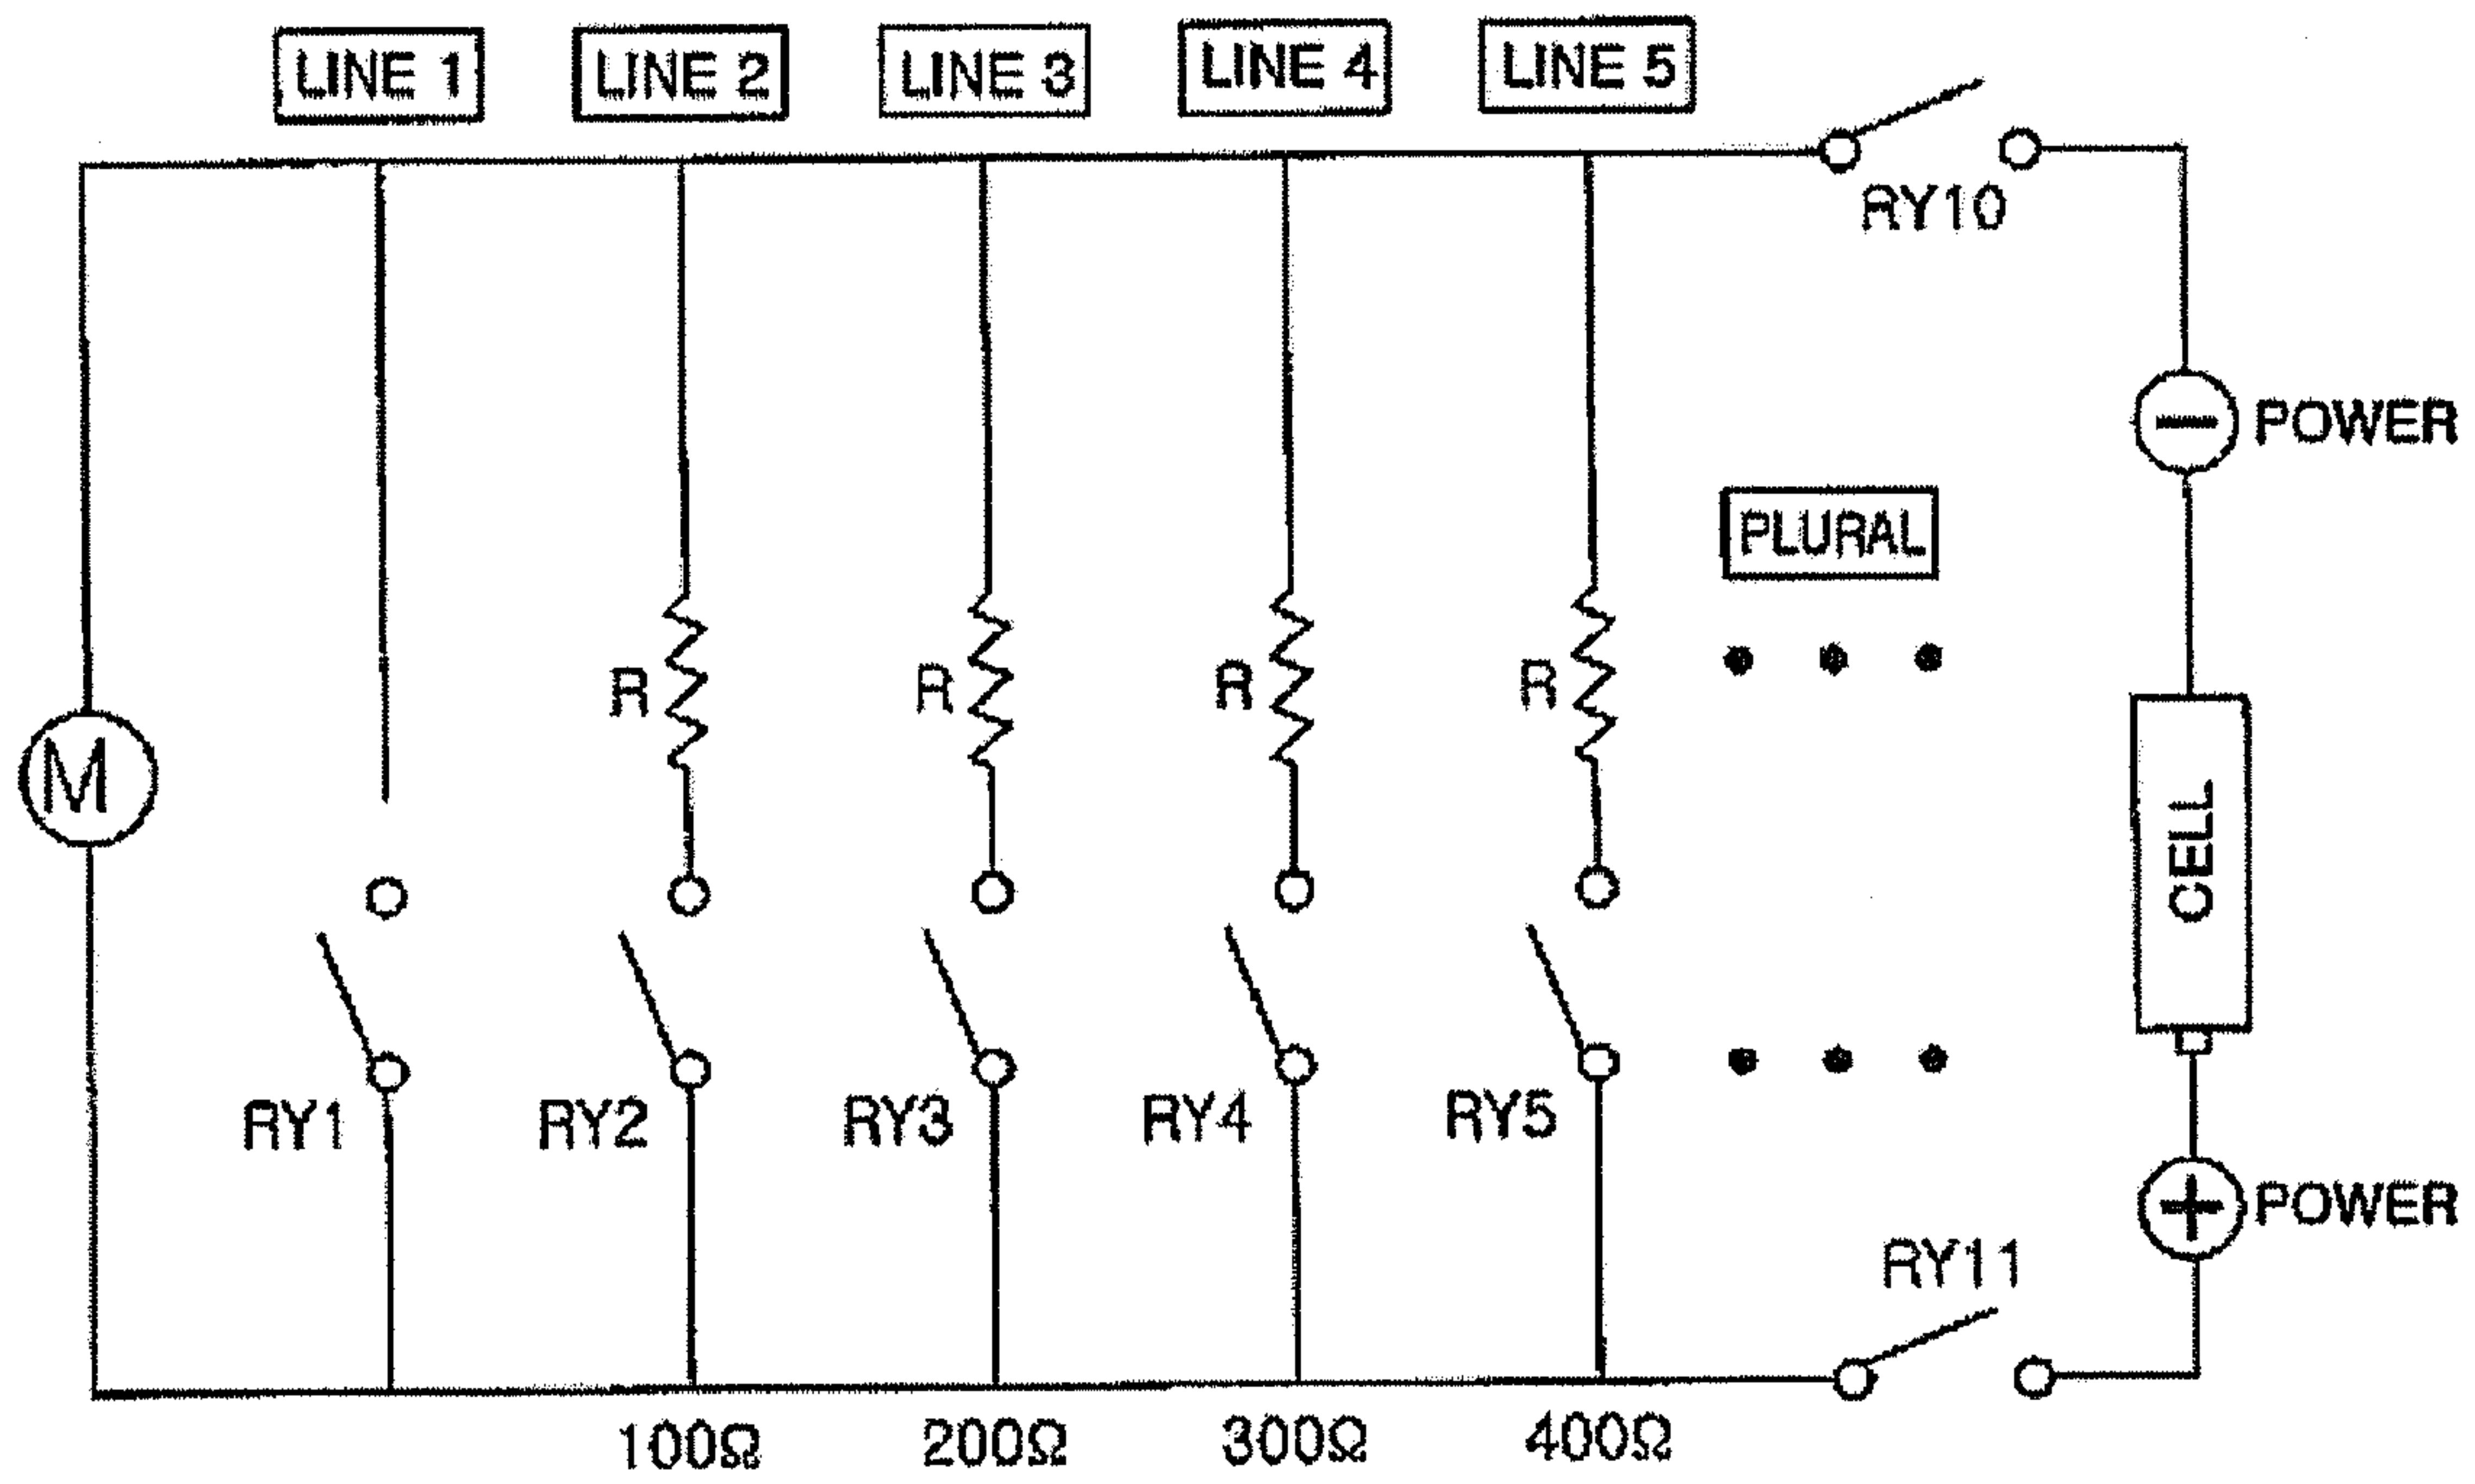 LINE 1 LINE 2 LINE 3 LINE 4 LINE 5
RY10
− POWER
PLURAL
R R R R
M
CELL
RY1 RY2 RY3 RY4 RY5
+ POWER
RY11
100Ω 200Ω 300Ω 400Ω